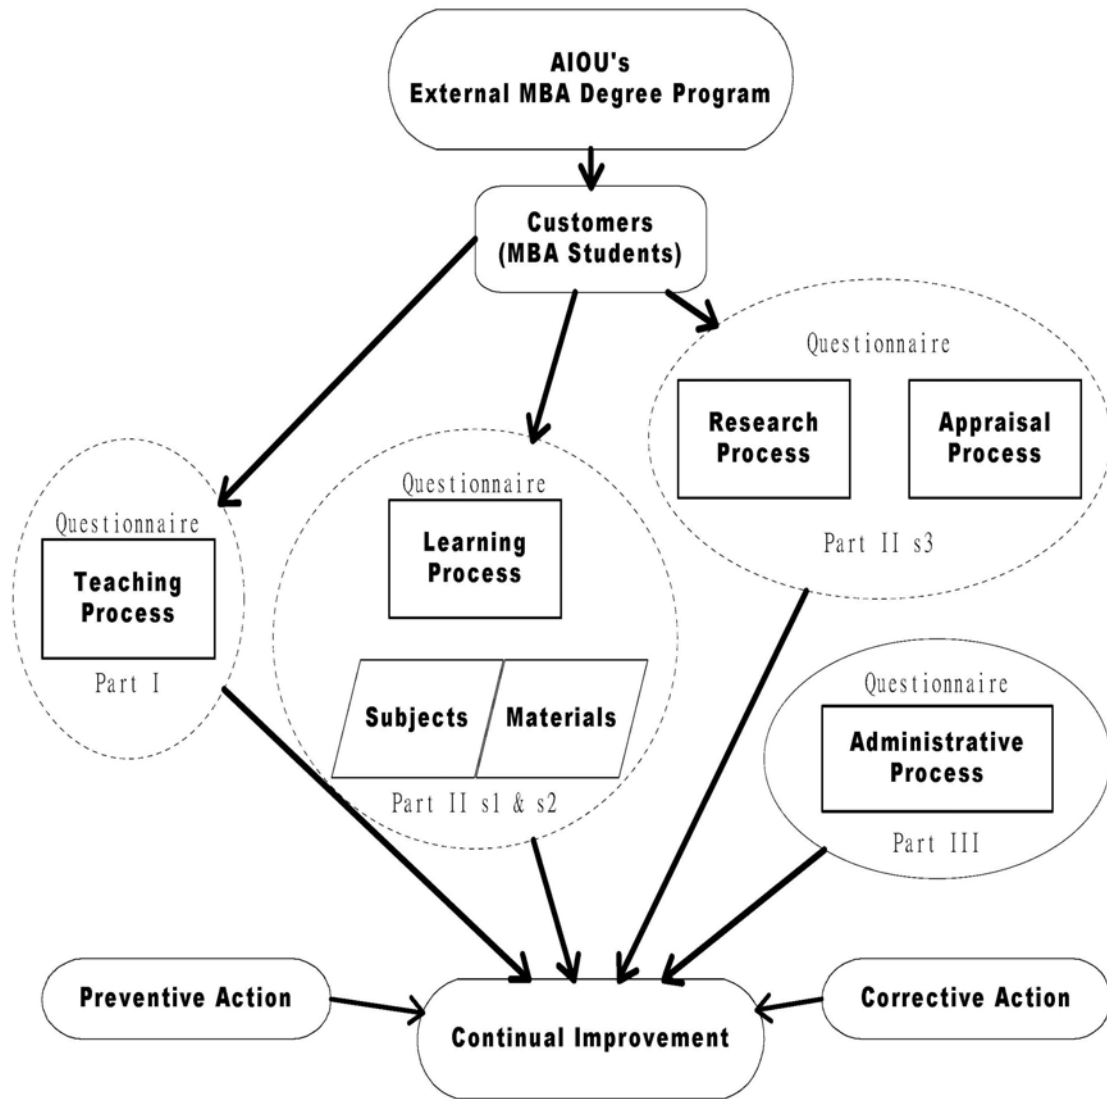 AIOU's
External MBA Degree Program
Customers
(MBA Students)
Questionnaire
Research
Process
Appraisal
Process
Part II s3
Questionnaire
Learning
Process
Subjects
Materials
Part II s1 & s2
Questionnaire
Teaching
Process
Part I
Questionnaire
Administrative
Process
Part III
Preventive Action
Continual Improvement
Corrective Action